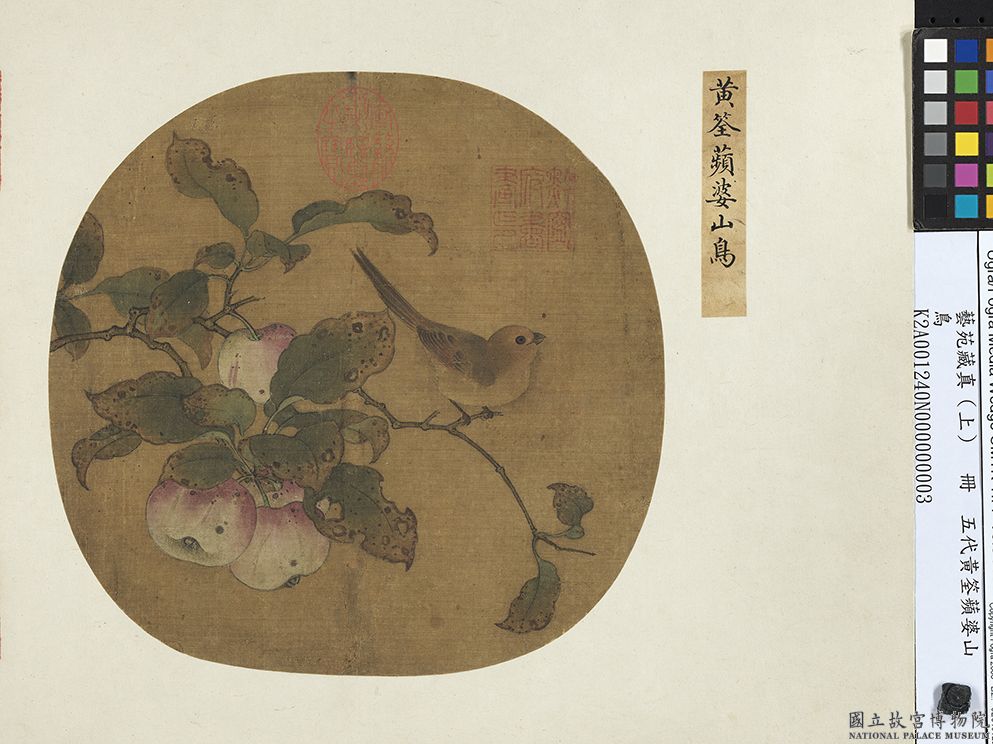 黃筌蘋婆山鳥
藝苑藏真(上) 冊 五代黃筌蘋婆山
鳥
K2A001240N000000003
國立故宮博物院
NATIONAL PALACE MUSEUM